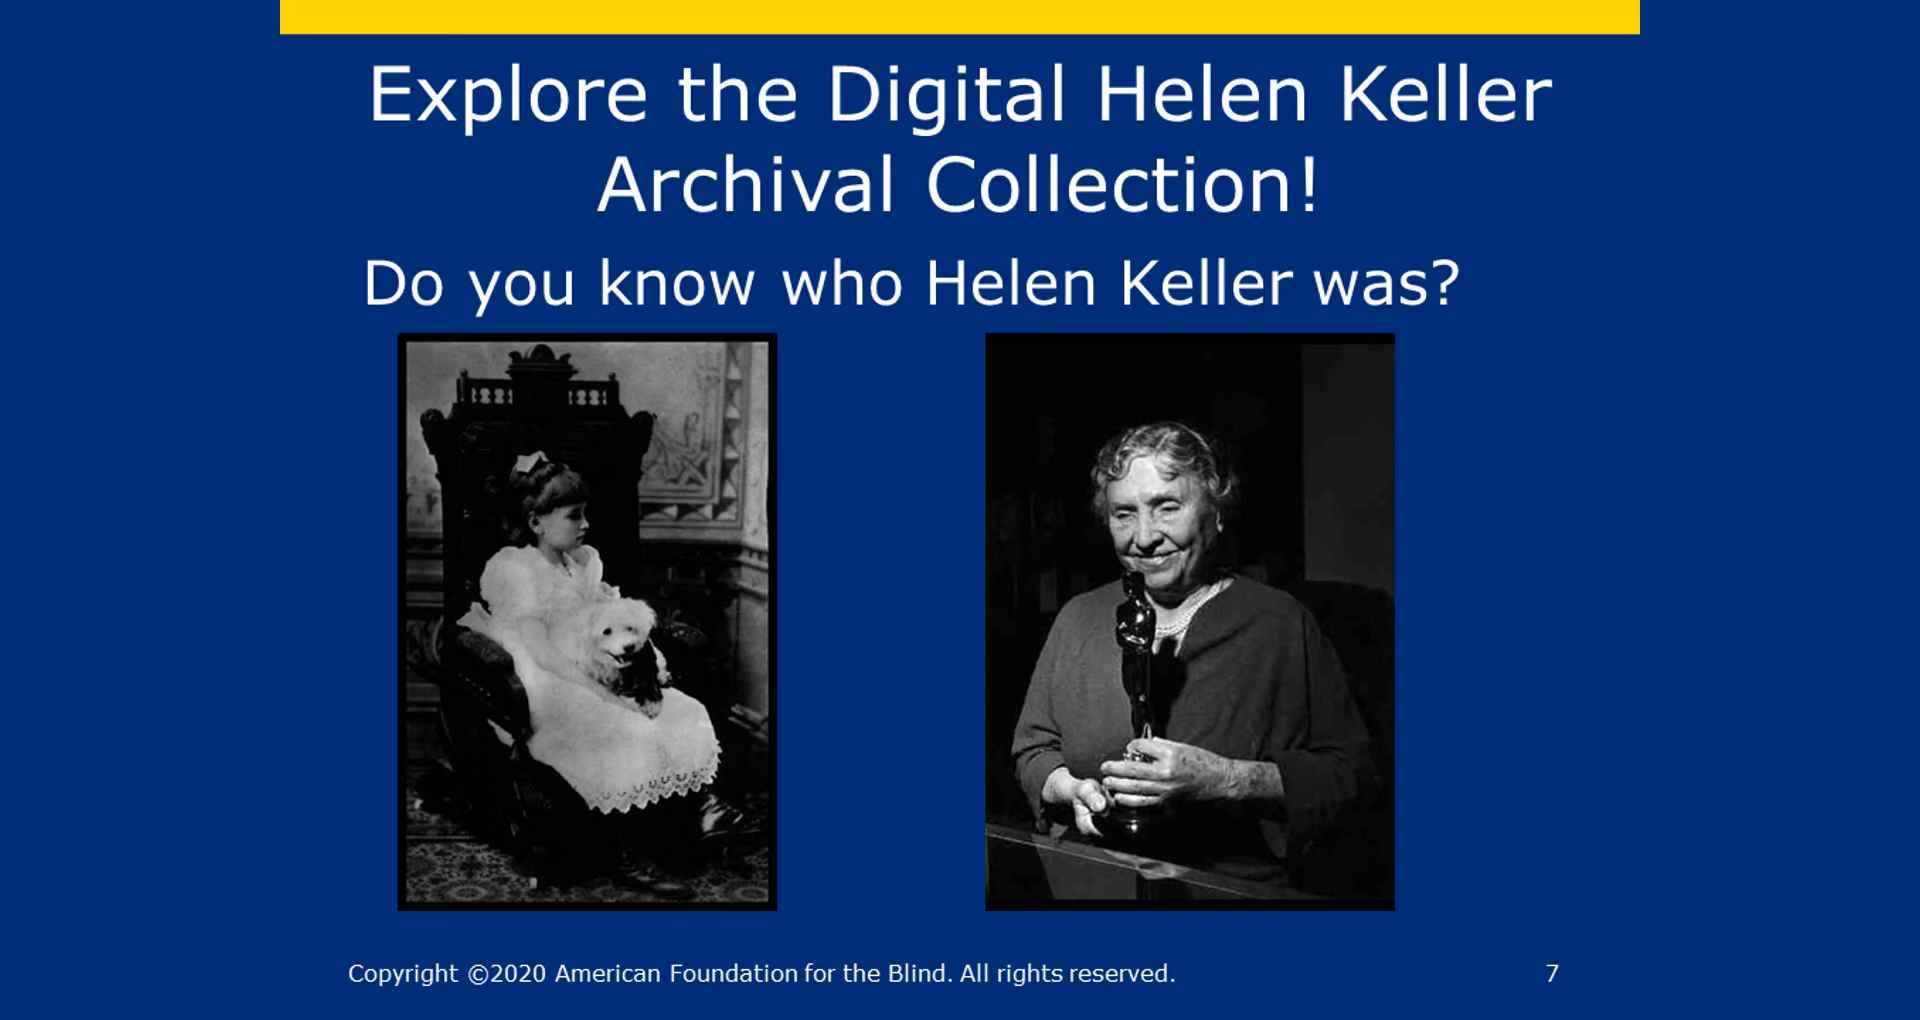 Explore the Digital Helen Keller
Archival Collection!
Do you know who Helen Keller was?
Copyright ©2020 American Foundation for the Blind. All rights reserved.
7